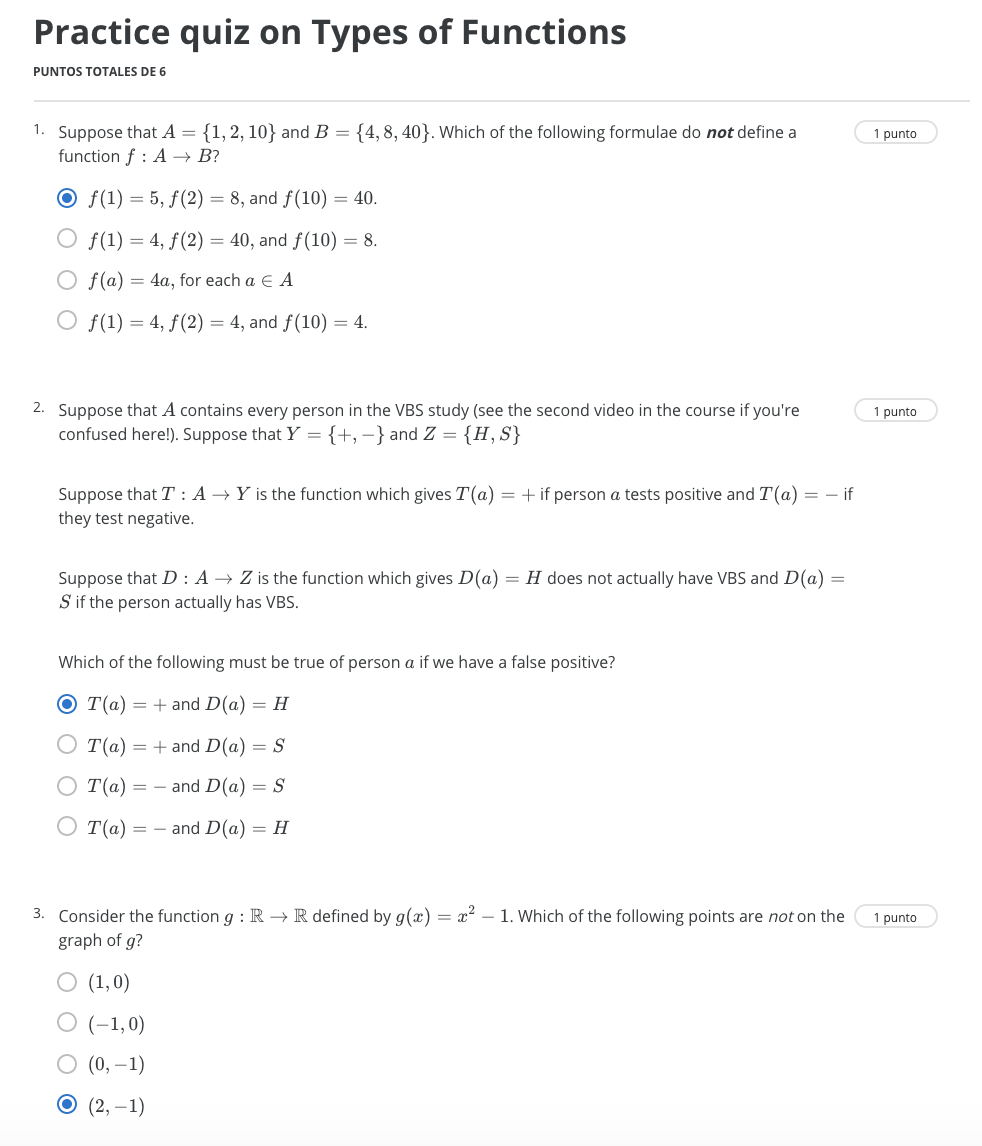 Practice quiz on Types of Functions
PUNTOS TOTALES DE 6
1. Suppose that A = {1, 2, 10} and B = {4, 8, 40}. Which of the following formulae do not define a
function f : A → B?
1 punto
f(1) = 5, f(2) = 8, and f(10) = 40.
f(1) = 4, f(2) = 40, and f(10) = 8.
f(a) = 4a, for each a ∈ A
f(1) = 4, f(2) = 4, and f(10) = 4.
2. Suppose that A contains every person in the VBS study (see the second video in the course if you're
confused here!). Suppose that Y = {+, −} and Z = {H, S}
1 punto
Suppose that T : A → Y is the function which gives T(a) = + if person a tests positive and T(a) = − if
they test negative.
Suppose that D : A → Z is the function which gives D(a) = H does not actually have VBS and D(a) =
S if the person actually has VBS.
Which of the following must be true of person a if we have a false positive?
T(a) = + and D(a) = H
T(a) = + and D(a) = S
T(a) = − and D(a) = S
T(a) = − and D(a) = H
3. Consider the function g : ℝ → ℝ defined by g(x) = x² − 1. Which of the following points are not on the
graph of g?
1 punto
(1, 0)
(−1, 0)
(0, −1)
(2, −1)